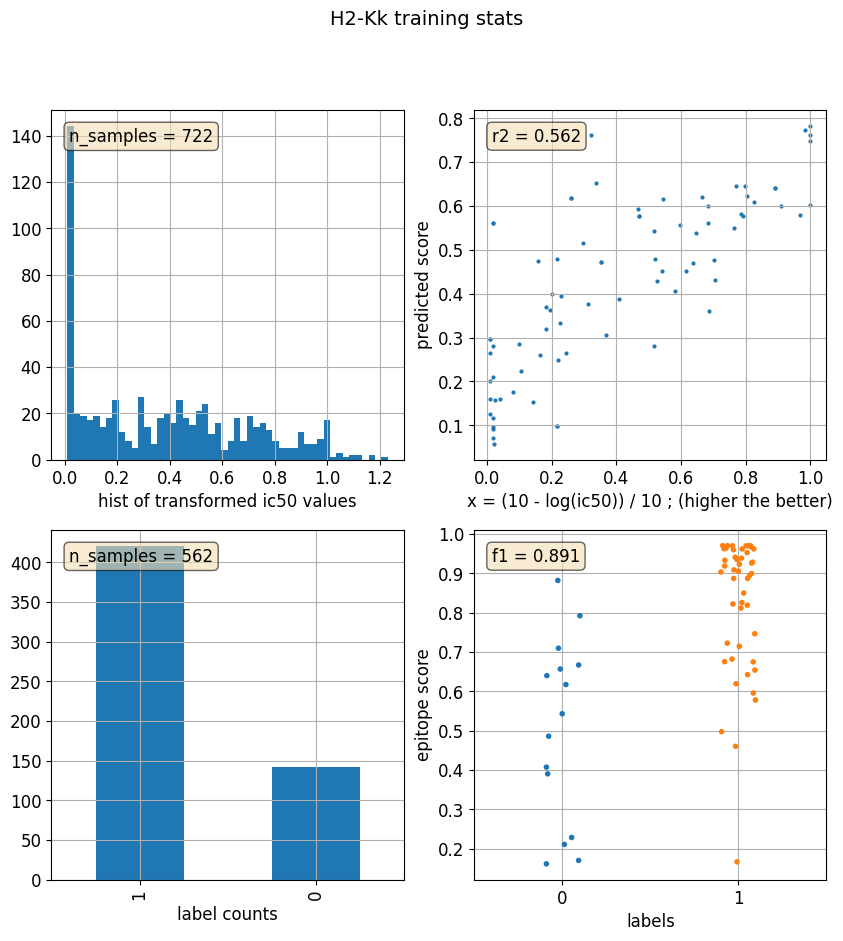 H2-Kk training stats
n_samples = 722
140
120
100
80
60
40
20
0
0.0 0.2 0.4 0.6 0.8 1.0 1.2
hist of transformed ic50 values
r2 = 0.562
predicted score
0.8
0.7
0.6
0.5
0.4
0.3
0.2
0.1
0.0 0.2 0.4 0.6 0.8 1.0
x = (10 - log(ic50)) / 10 ; (higher the better)
n_samples = 562
400
350
300
250
200
150
100
50
0
1 0
label counts
f1 = 0.891
epitope score
1.0
0.9
0.8
0.7
0.6
0.5
0.4
0.3
0.2
0 1
labels